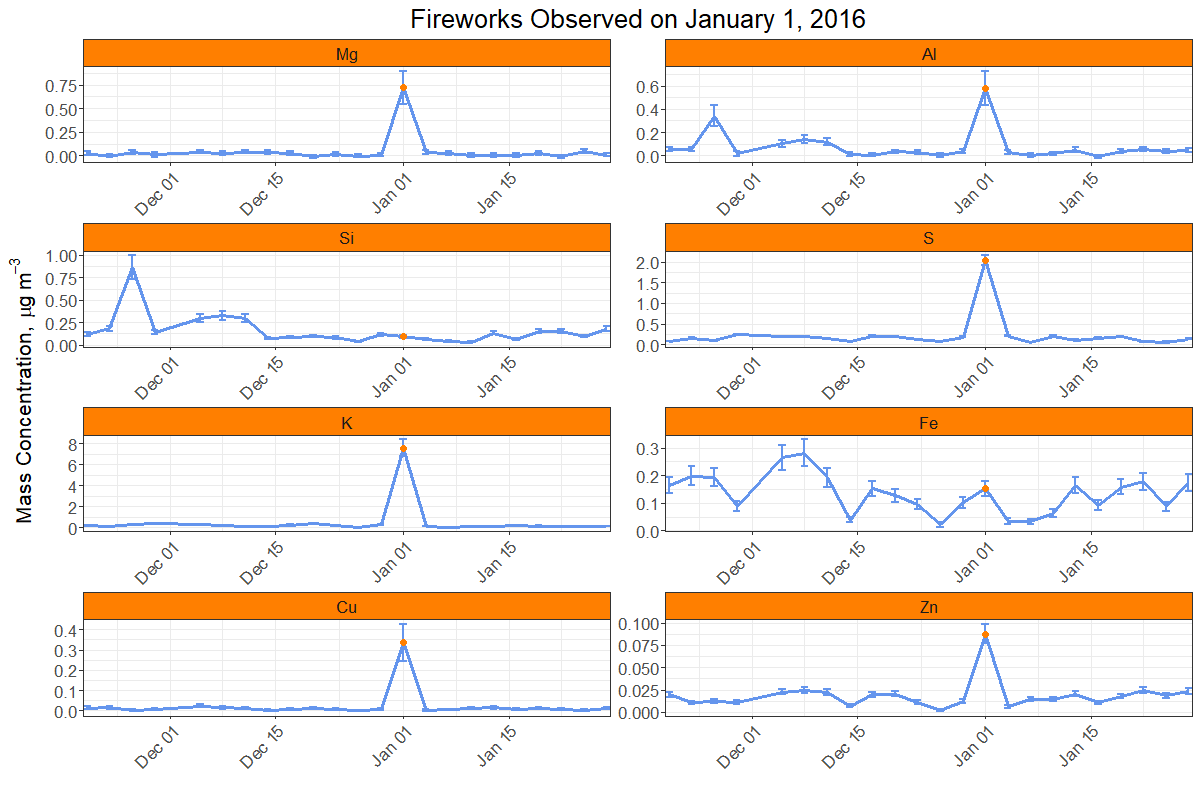 Fireworks Observed on January 1, 2016
Mass Concentration, μg m⁻³
Mg
0.75
0.50
0.25
0.00
Dec 01 Dec 15 Jan 01 Jan 15
Al
0.6
0.4
0.2
0.0
Dec 01 Dec 15 Jan 01 Jan 15
Si
1.00
0.75
0.50
0.25
0.00
Dec 01 Dec 15 Jan 01 Jan 15
S
2.0
1.5
1.0
0.5
0.0
Dec 01 Dec 15 Jan 01 Jan 15
K
8
6
4
2
0
Dec 01 Dec 15 Jan 01 Jan 15
Fe
0.3
0.2
0.1
0.0
Dec 01 Dec 15 Jan 01 Jan 15
Cu
0.4
0.3
0.2
0.1
0.0
Dec 01 Dec 15 Jan 01 Jan 15
Zn
0.100
0.075
0.050
0.025
0.000
Dec 01 Dec 15 Jan 01 Jan 15